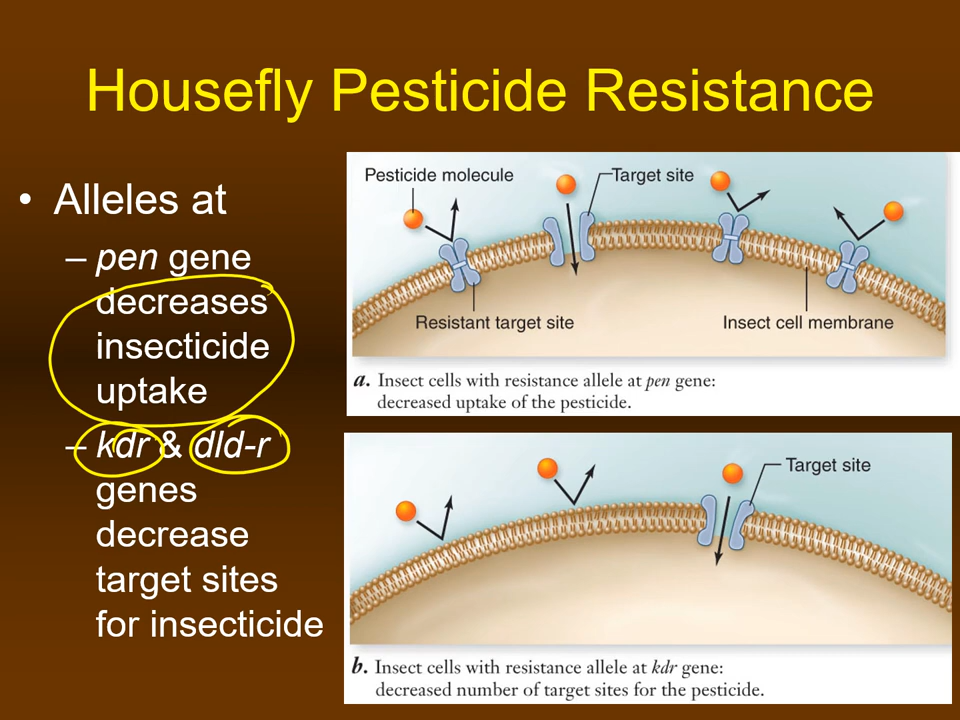 Housefly Pesticide Resistance
• Alleles at
– pen gene
decreases
insecticide
uptake
– kdr & dld-r
genes
decrease
target sites
for insecticide
Pesticide molecule
Target site
Resistant target site
Insect cell membrane
a. Insect cells with resistance allele at pen gene:
decreased uptake of the pesticide.
Target site
b. Insect cells with resistance allele at kdr gene:
decreased number of target sites for the pesticide.